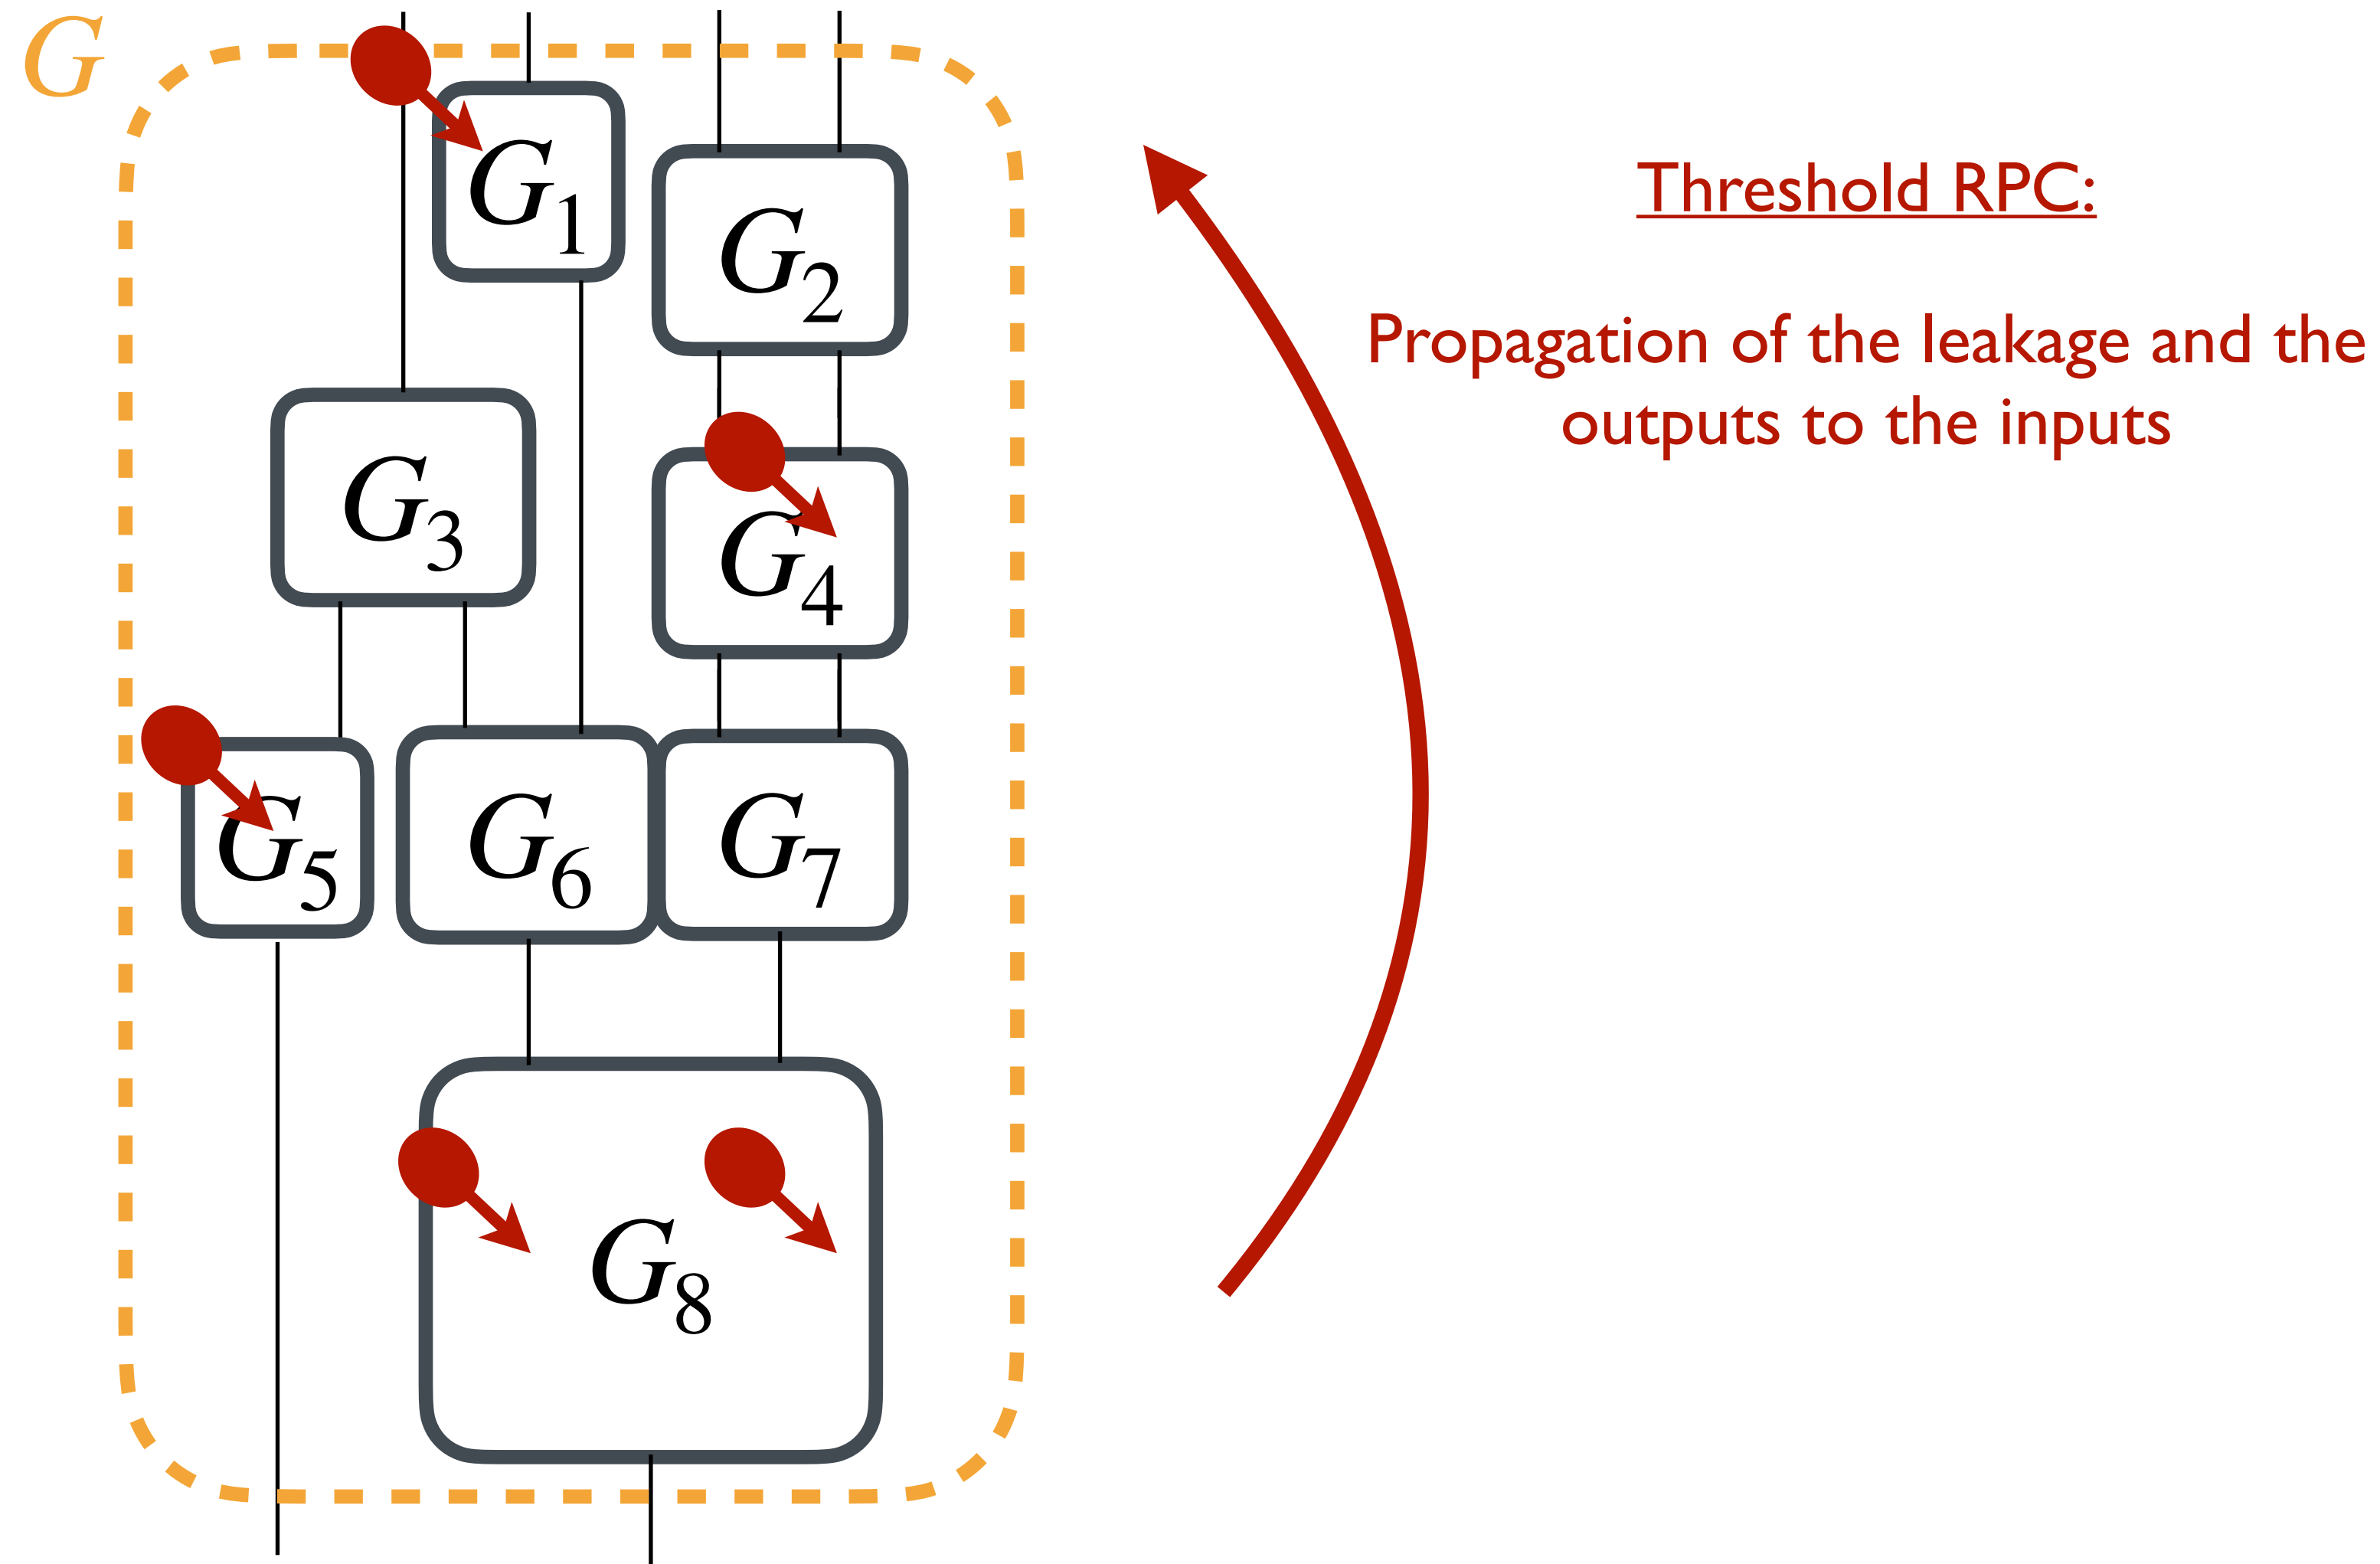 G
G1
G2
G3
G4
G5
G6
G7
G8
Threshold RPC:
Propagation of the leakage and the
outputs to the inputs